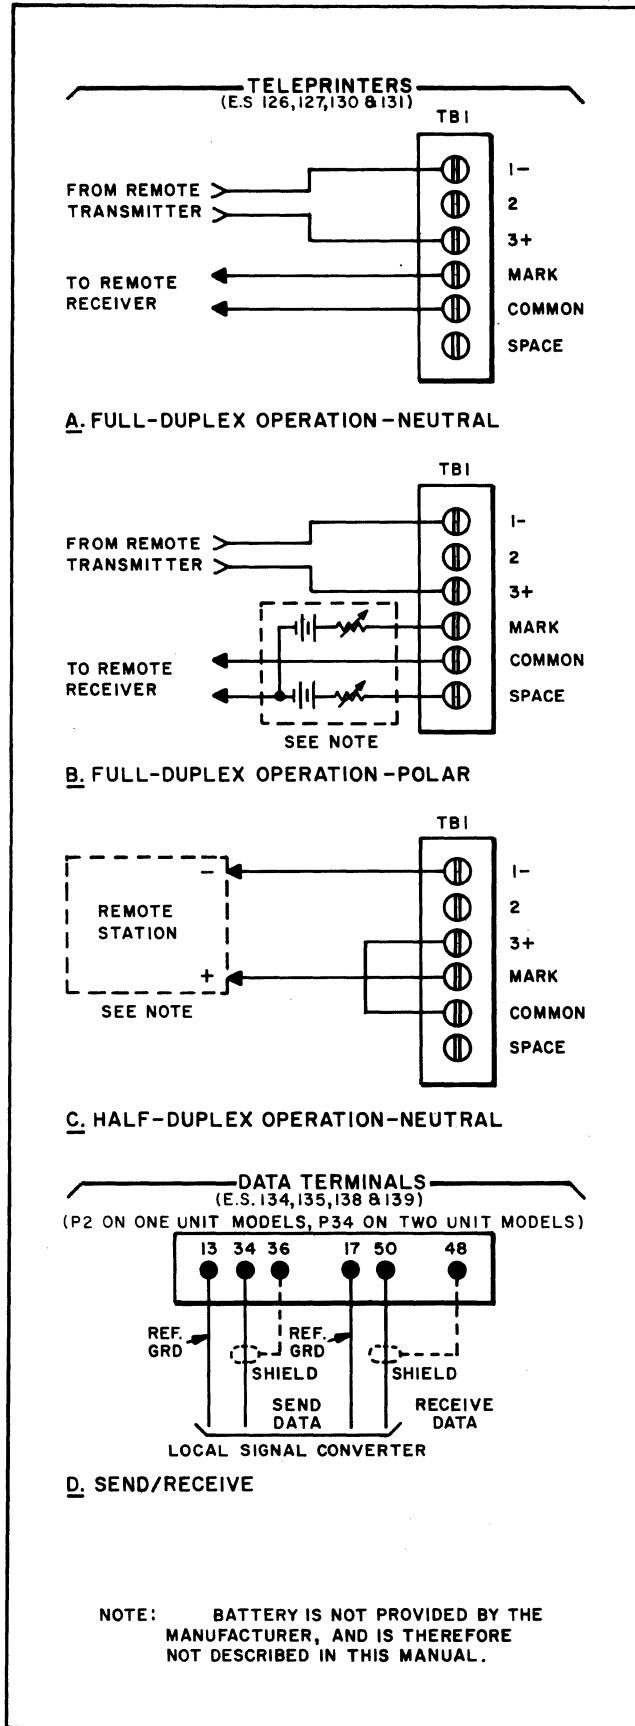 TELEPRINTERS
(E.S 126,127,130 & 131)
TB1
FROM REMOTE
TRANSMITTER
TO REMOTE
RECEIVER
1-
2
3+
MARK
COMMON
SPACE
A. FULL-DUPLEX OPERATION-NEUTRAL
TB1
FROM REMOTE
TRANSMITTER
TO REMOTE
RECEIVER
1-
2
3+
MARK
COMMON
SPACE
SEE NOTE
B. FULL-DUPLEX OPERATION-POLAR
TB1
-
REMOTE
STATION
+
SEE NOTE
1-
2
3+
MARK
COMMON
SPACE
C. HALF-DUPLEX OPERATION-NEUTRAL
DATA TERMINALS
(E.S. 134,135,138 & 139)
(P2 ON ONE UNIT MODELS, P34 ON TWO UNIT MODELS)
13 34 36 17 50 48
REF.
GRD
REF.
GRD
SHIELD
SHIELD
SEND
DATA
RECEIVE
DATA
LOCAL SIGNAL CONVERTER
D. SEND/RECEIVE
NOTE: BATTERY IS NOT PROVIDED BY THE
MANUFACTURER, AND IS THEREFORE
NOT DESCRIBED IN THIS MANUAL.